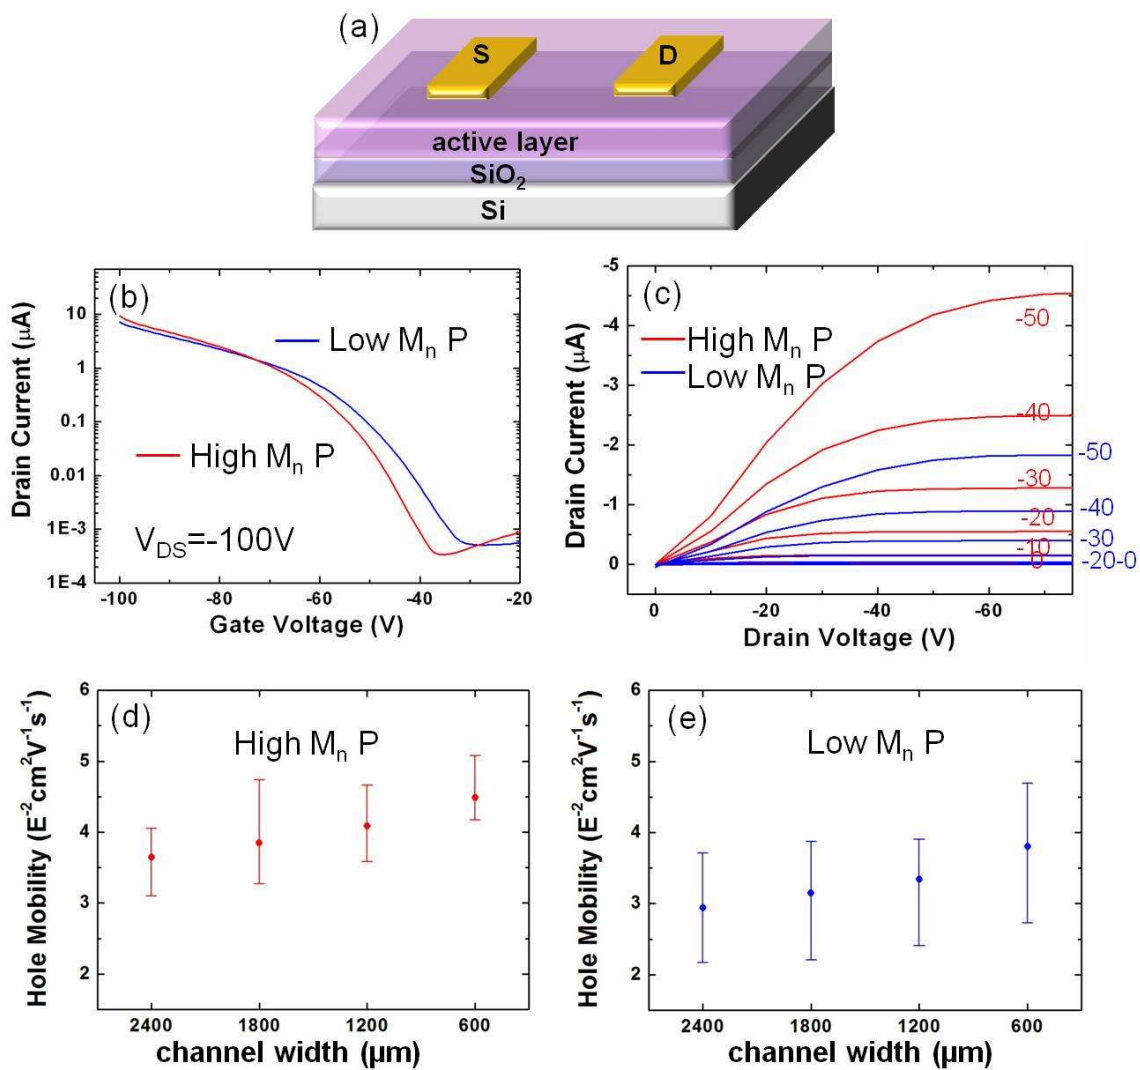 (a)
S
D
active layer
SiO₂
Si
(b)
Drain Current (µA)
10
1
0.1
0.01
1E-3
1E-4
Low Mₙ P
High Mₙ P
V_DS=-100V
-100 -80 -60 -40 -20
Gate Voltage (V)
(c)
Drain Current (µA)
-5
-4
-3
-2
-1
0
High Mₙ P
Low Mₙ P
-50
-40
-50
-30
-40
-20
-30
-10
0
-20-0
0 -20 -40 -60
Drain Voltage (V)
(d)
High Mₙ P
Hole Mobility (E⁻²cm²V⁻¹s⁻¹)
6
5
4
3
2
2400 1800 1200 600
channel width (µm)
(e)
Low Mₙ P
Hole Mobility (E⁻²cm²V⁻¹s⁻¹)
6
5
4
3
2
2400 1800 1200 600
channel width (µm)